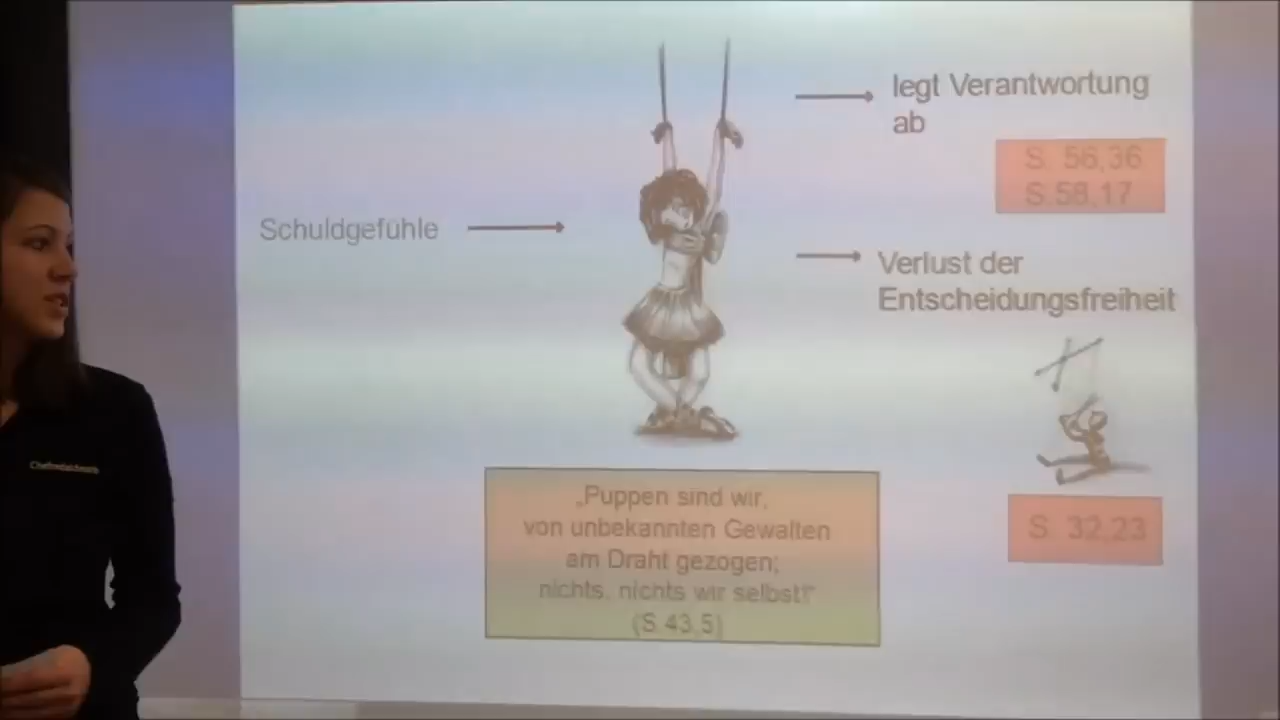 legt Verantwortung
ab
S. 56,36
S.58,17
Schuldgefühle
Verlust der
Entscheidungsfreiheit
„Puppen sind wir,
von unbekannten Gewalten
am Draht gezogen;
nichts, nichts wir selbst!"
(S.43,5)
S. 32,23